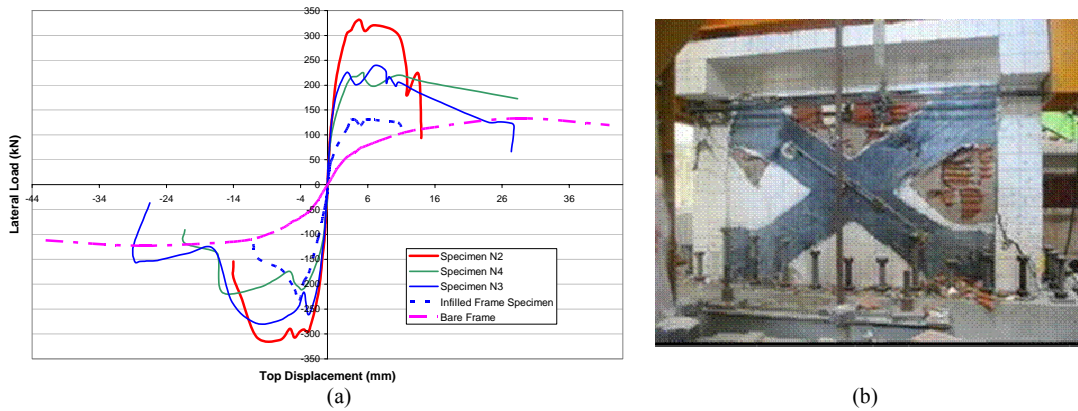 350
300
250
200
150
100
50
0
-50
-100
-150
-200
-250
-300
-350
-44 -34 -24 -14 -4 6 16 26 36
Lateral Load (kN)
Top Displacement (mm)
Specimen N2
Specimen N4
Specimen N3
Infilled Frame Specimen
Bare Frame
(a)
(b)